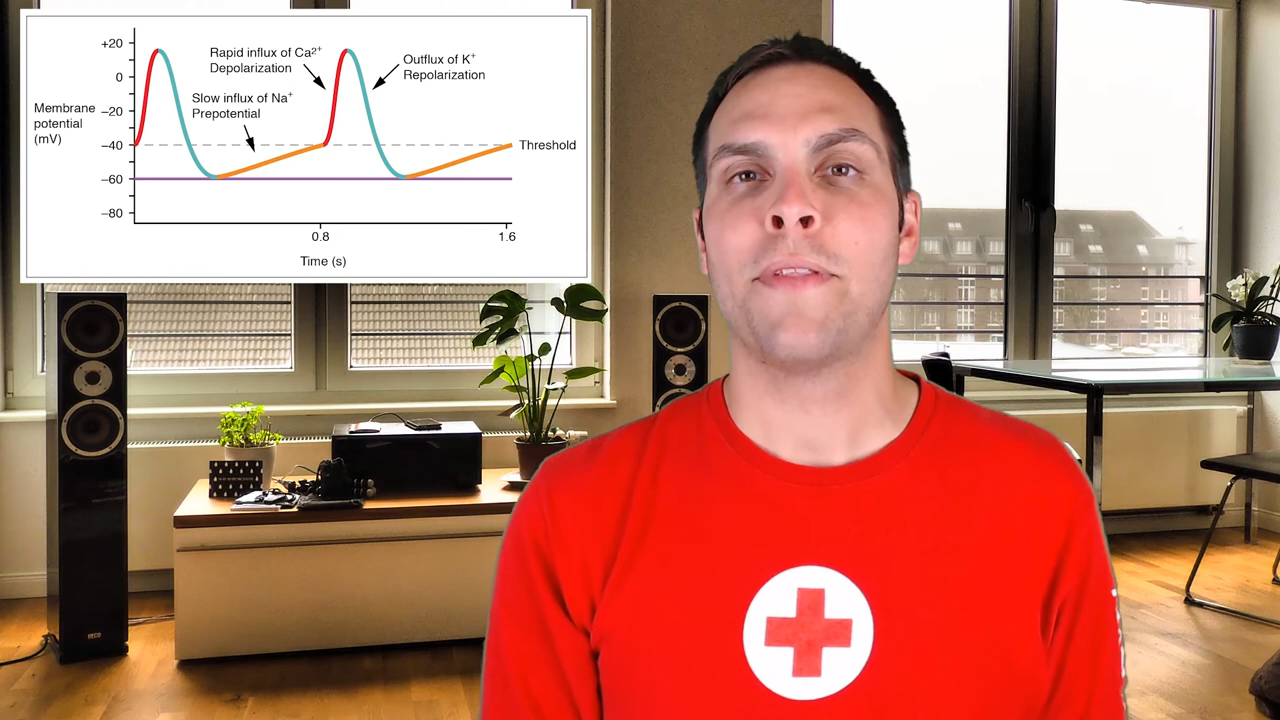 +20
Rapid influx of Ca²⁺
Depolarization
Outflux of K⁺
Repolarization
0
Slow influx of Na⁺
Prepotential
Membrane
potential
(mV)
–20
–40
Threshold
–60
–80
0.8
1.6
Time (s)
HECO